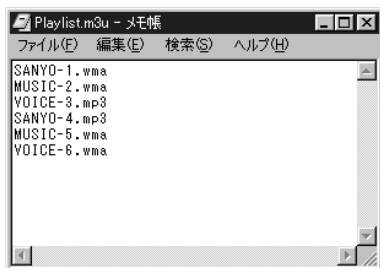 Playlist.m3u - メモ帳
ファイル(F) 編集(E) 検索(S) ヘルプ(H)
SANYO-1.wma
MUSIC-2.wma
VOICE-3.mp3
SANYO-4.mp3
MUSIC-5.wma
VOICE-6.wma